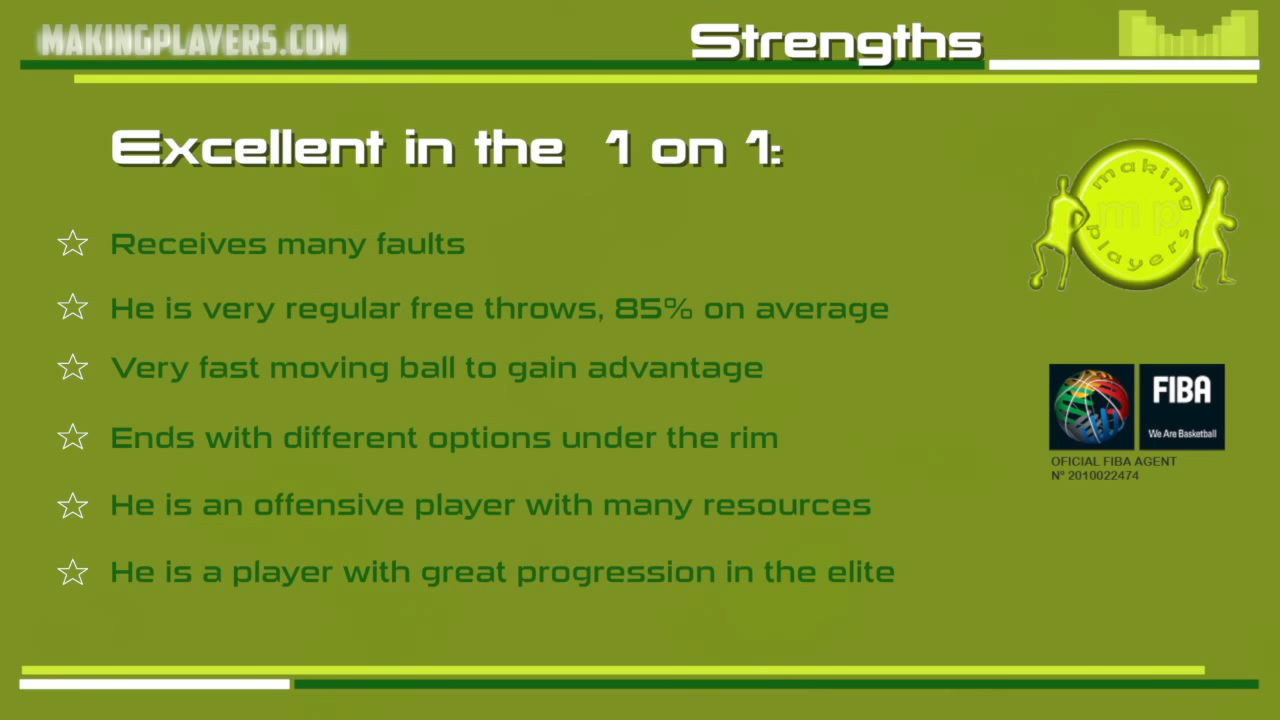 MAKINGPLAYERS.COM
Strengths
Excellent in the 1 on 1:
making
mp
players
Receives many faults
He is very regular free throws, 85% on average
Very fast moving ball to gain advantage
FIBA
We Are Basketball
Ends with different options under the rim
OFICIAL FIBA AGENT
Nº 2010022474
He is an offensive player with many resources
He is a player with great progression in the elite